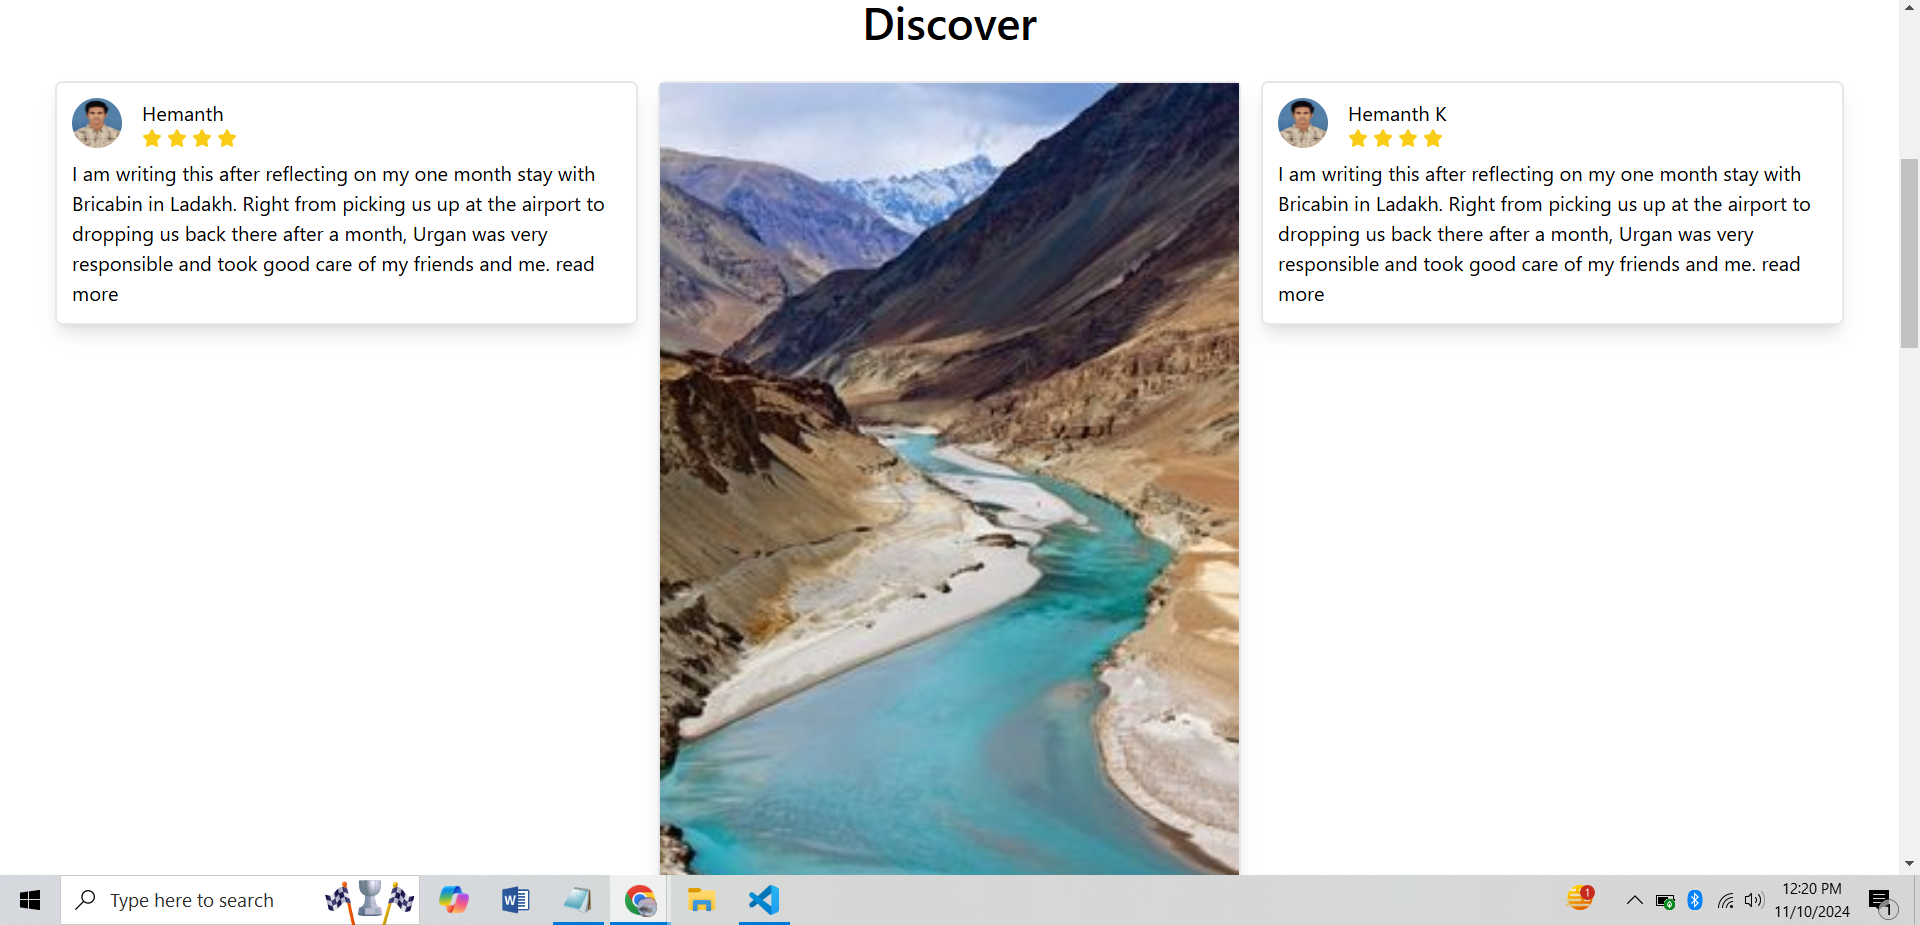 Discover
Hemanth
I am writing this after reflecting on my one month stay with
Bricabin in Ladakh. Right from picking us up at the airport to
dropping us back there after a month, Urgan was very
responsible and took good care of my friends and me. read
more
Hemanth K
I am writing this after reflecting on my one month stay with
Bricabin in Ladakh. Right from picking us up at the airport to
dropping us back there after a month, Urgan was very
responsible and took good care of my friends and me. read
more
Type here to search
1
12:20 PM
11/10/2024
1